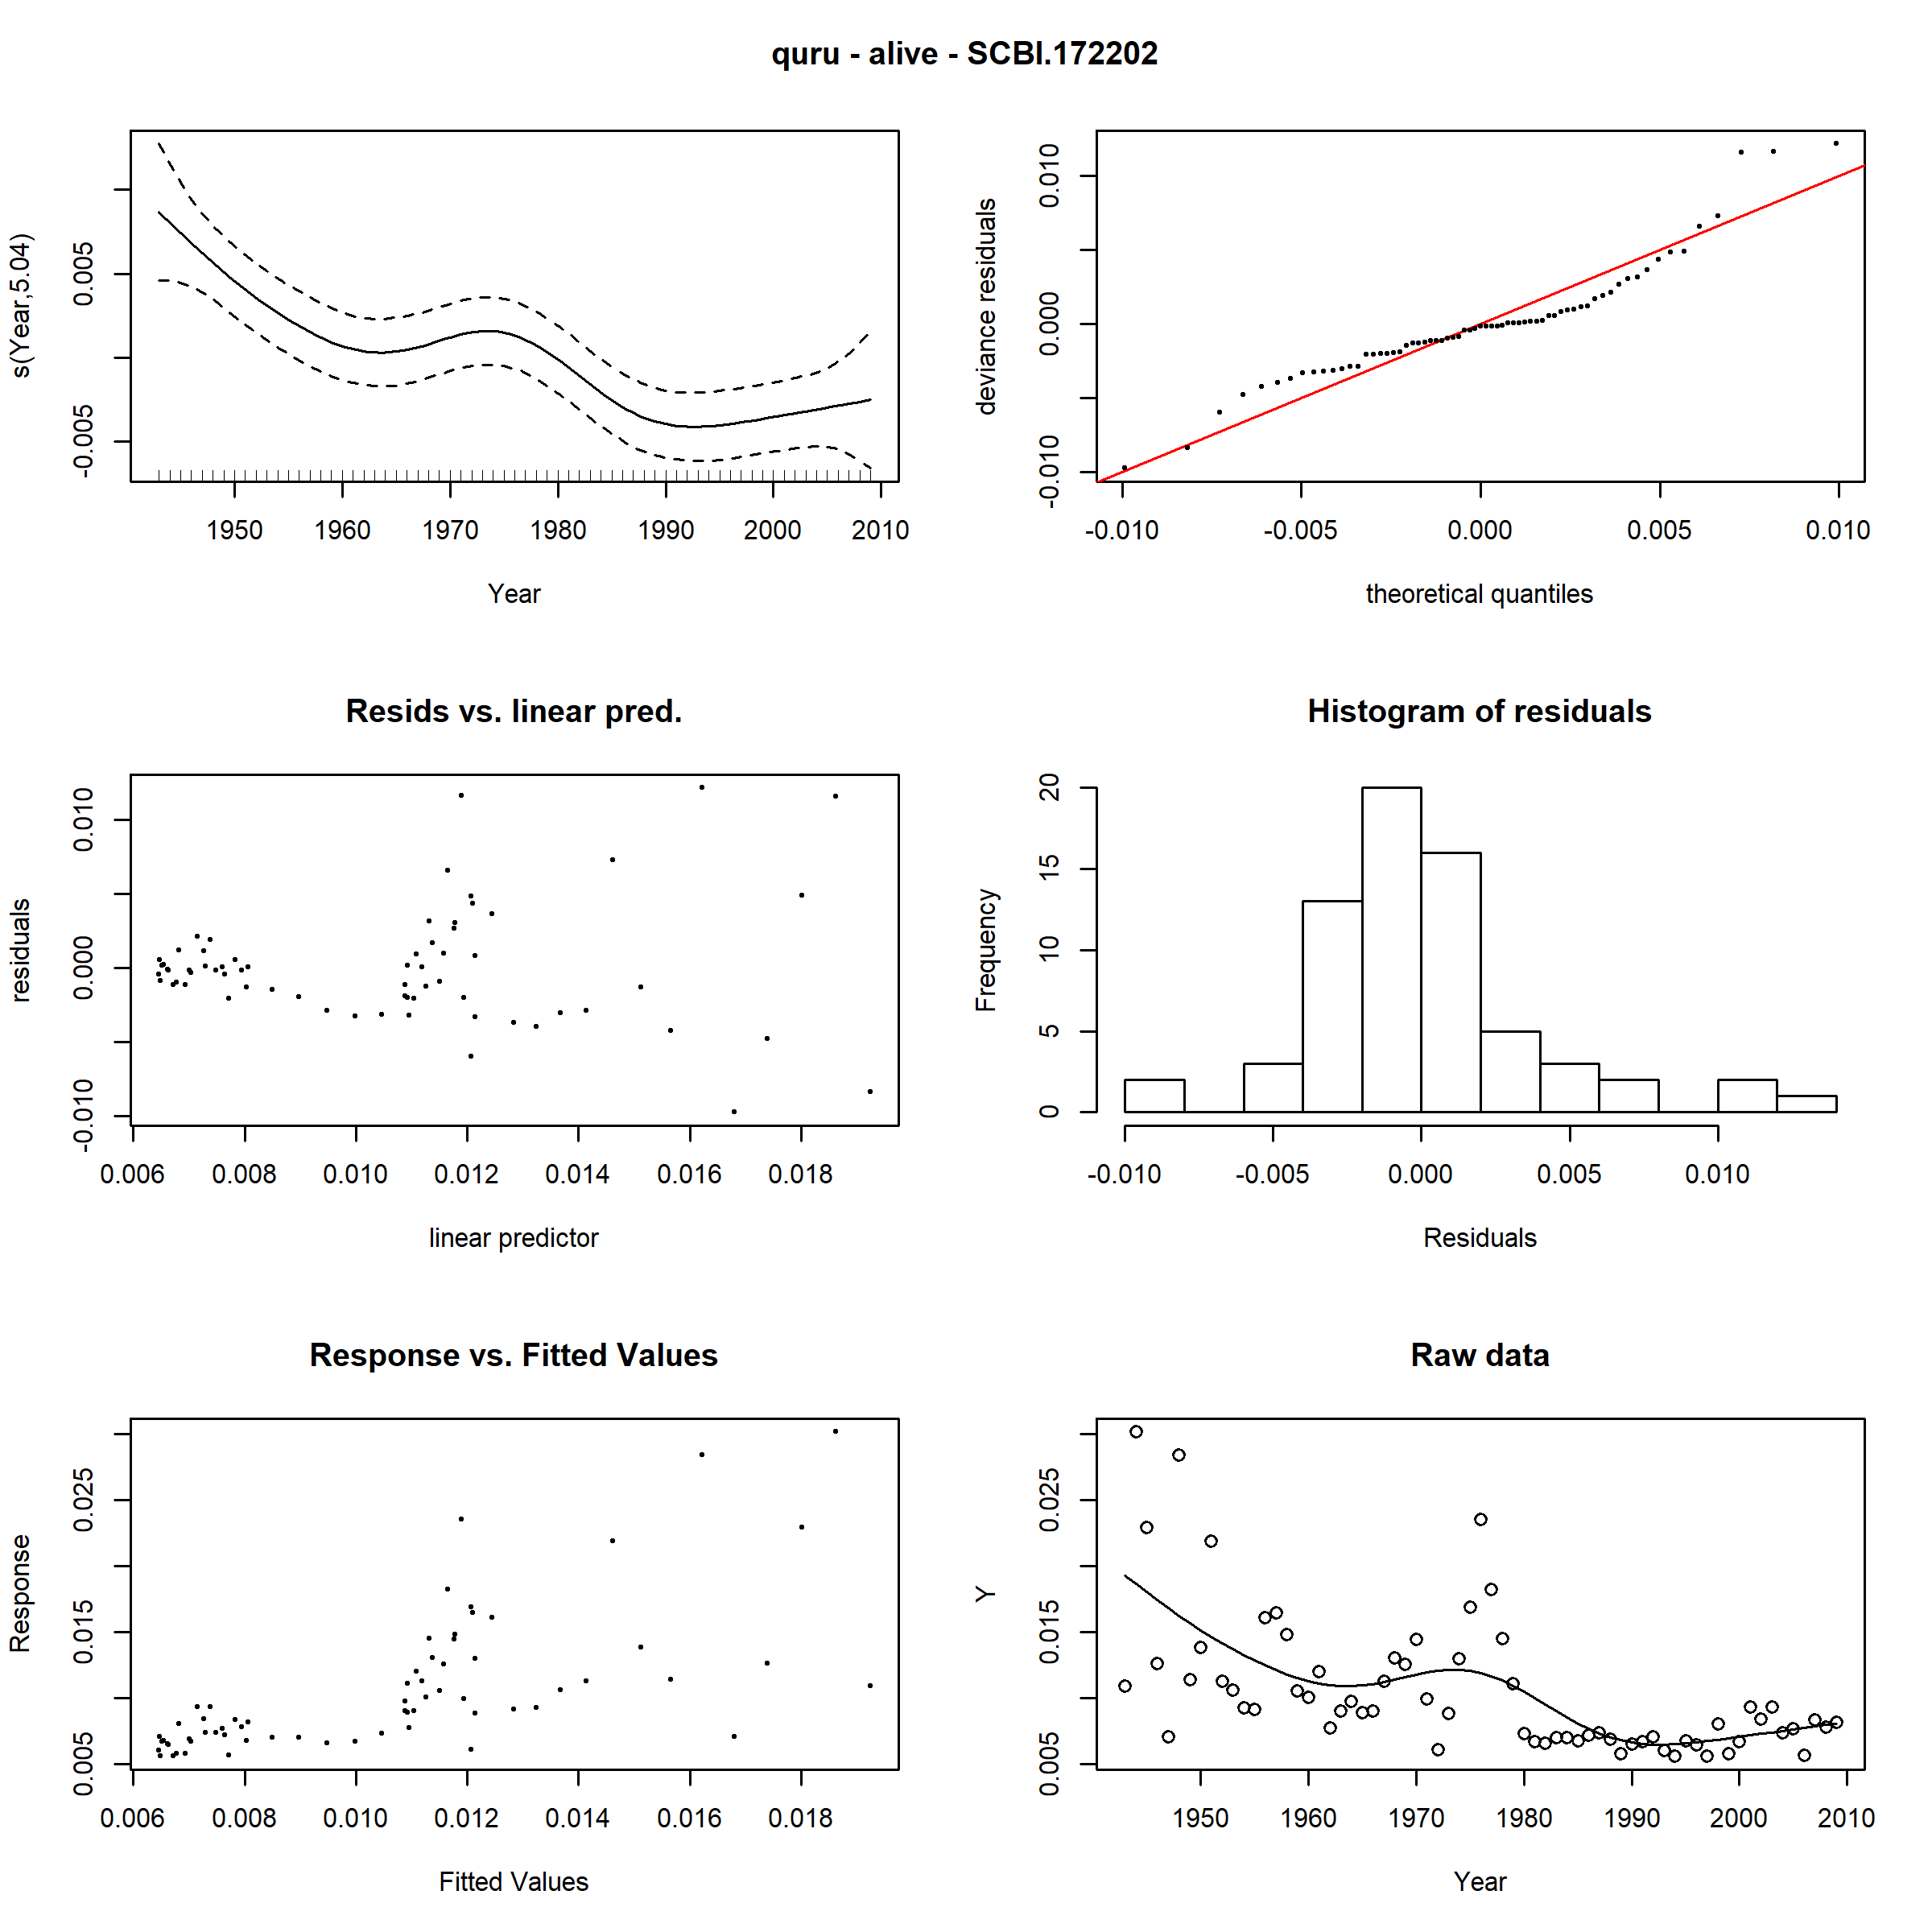 quru - alive - SCBI.172202
s(Year,5.04)
-0.005 0.005
1950 1960 1970 1980 1990 2000 2010
Year
deviance residuals
-0.010 0.000 0.010
-0.010 -0.005 0.000 0.005 0.010
theoretical quantiles
Resids vs. linear pred.
residuals
-0.010 0.000 0.010
0.006 0.008 0.010 0.012 0.014 0.016 0.018
linear predictor
Histogram of residuals
Frequency
0 5 10 15 20
-0.010 -0.005 0.000 0.005 0.010
Residuals
Response vs. Fitted Values
Response
0.005 0.015 0.025
0.006 0.008 0.010 0.012 0.014 0.016 0.018
Fitted Values
Raw data
Y
0.005 0.015 0.025
1950 1960 1970 1980 1990 2000 2010
Year